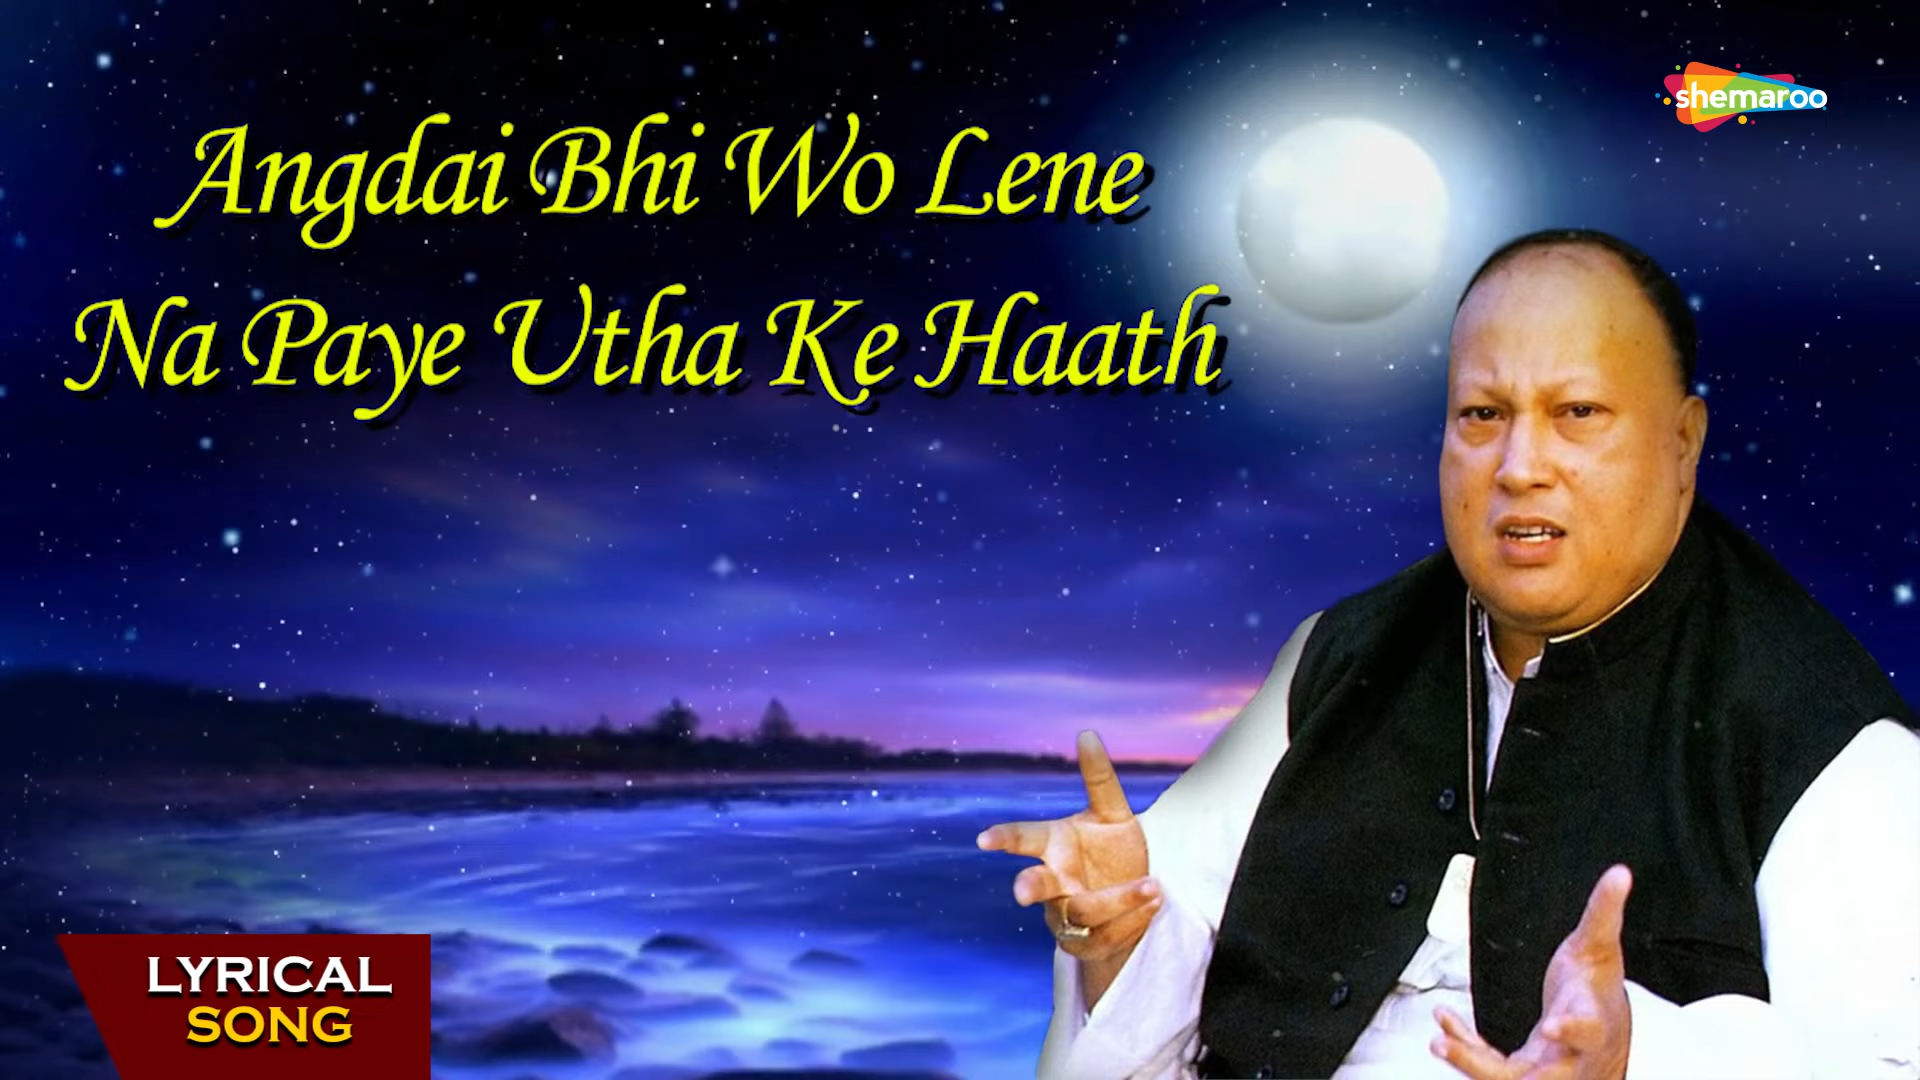 shemaroo
Angdai Bhi Wo Lene
Na Paye Utha Ke Haath
LYRICAL
SONG